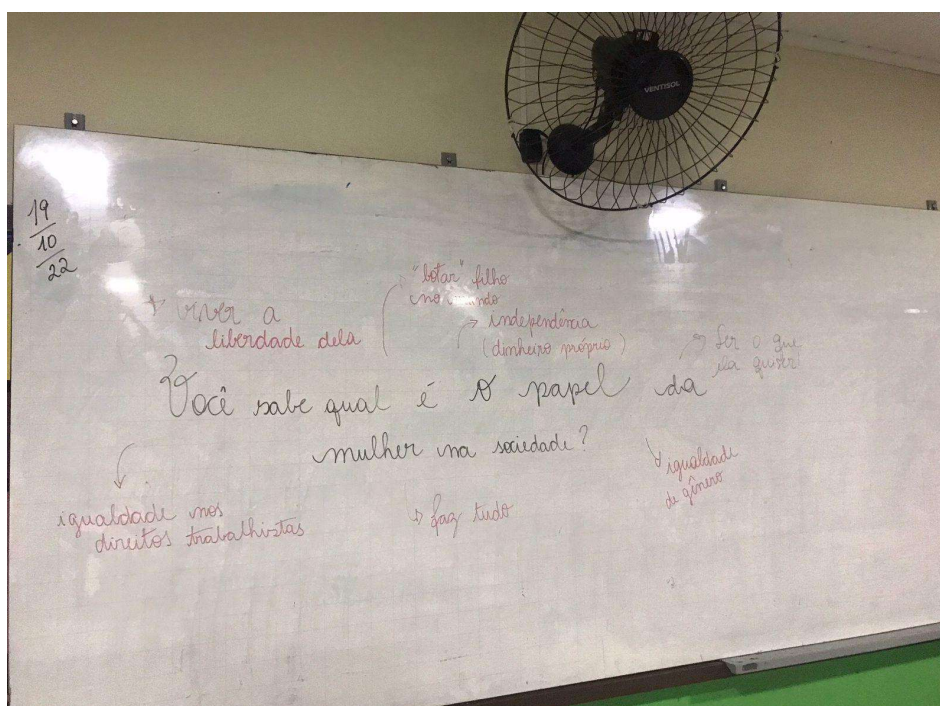 VENTISOL
19
10
22
"botar" filho
no mundo
viver a
liberdade dela
independência
(dinheiro próprio)
Ser o que
ela quiser
Você sabe qual é o papel da
mulher na sociedade?
igualdade nos
direitos trabalhistas
faz tudo
igualdade
de gênero